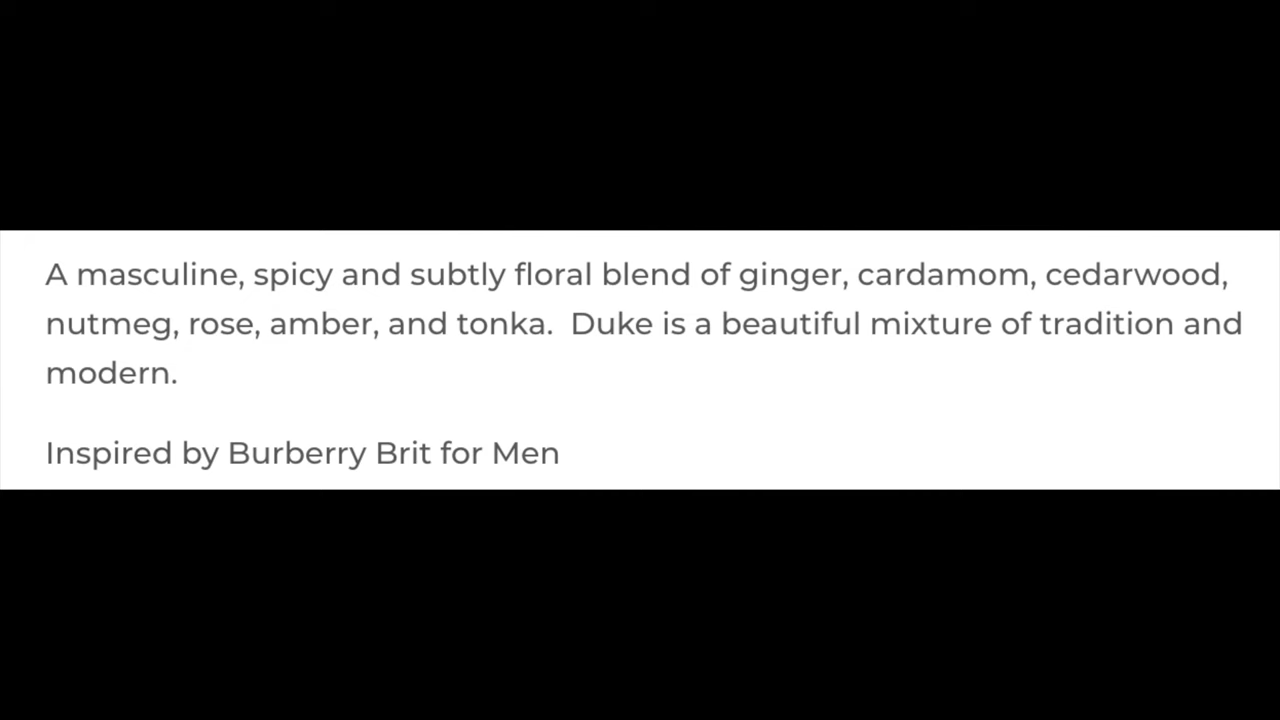 A masculine, spicy and subtly floral blend of ginger, cardamom, cedarwood,
nutmeg, rose, amber, and tonka.  Duke is a beautiful mixture of tradition and
modern.
Inspired by Burberry Brit for Men